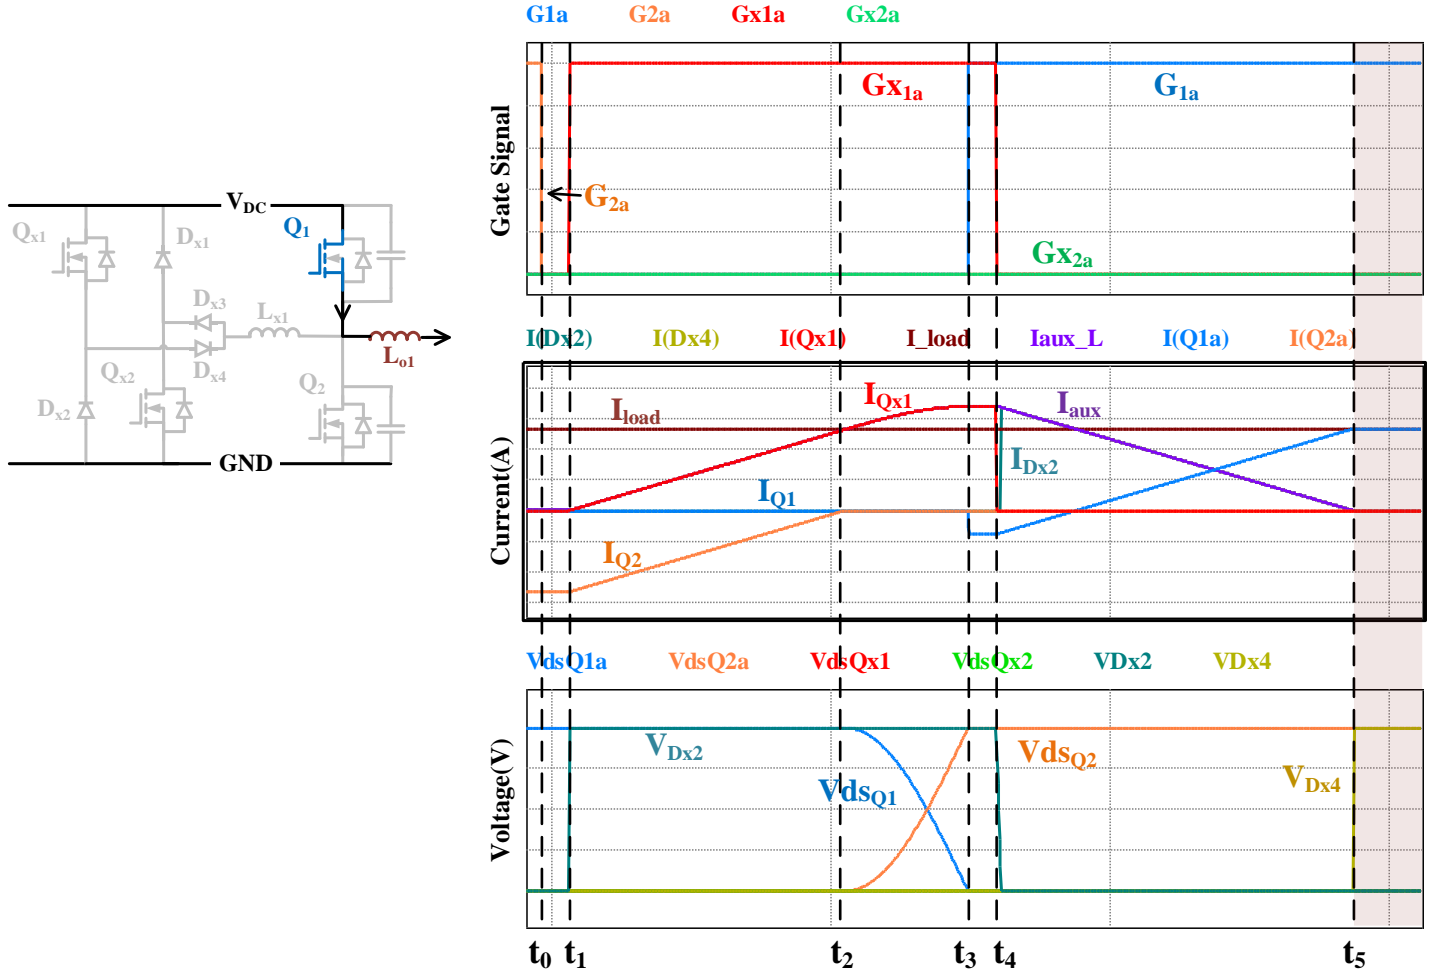 G1a G2a Gx1a Gx2a
Gate Signal
Gx1a
G1a
G2a
Gx2a
VDC
Qx1
Dx1
Q1
Dx3
Lx1
Lo1
Dx4
Qx2
Dx2
Q2
GND
I(Dx2) I(Dx4) I(Qx1) I_load Iaux_L I(Q1a) I(Q2a)
Current(A)
Iload
IQx1
Iaux
IDx2
IQ1
IQ2
VdsQ1a VdsQ2a VdsQx1 VdsQx2 VDx2 VDx4
Voltage(V)
VDx2
VdsQ1
VdsQ2
VDx4
t0 t1 t2 t3 t4 t5